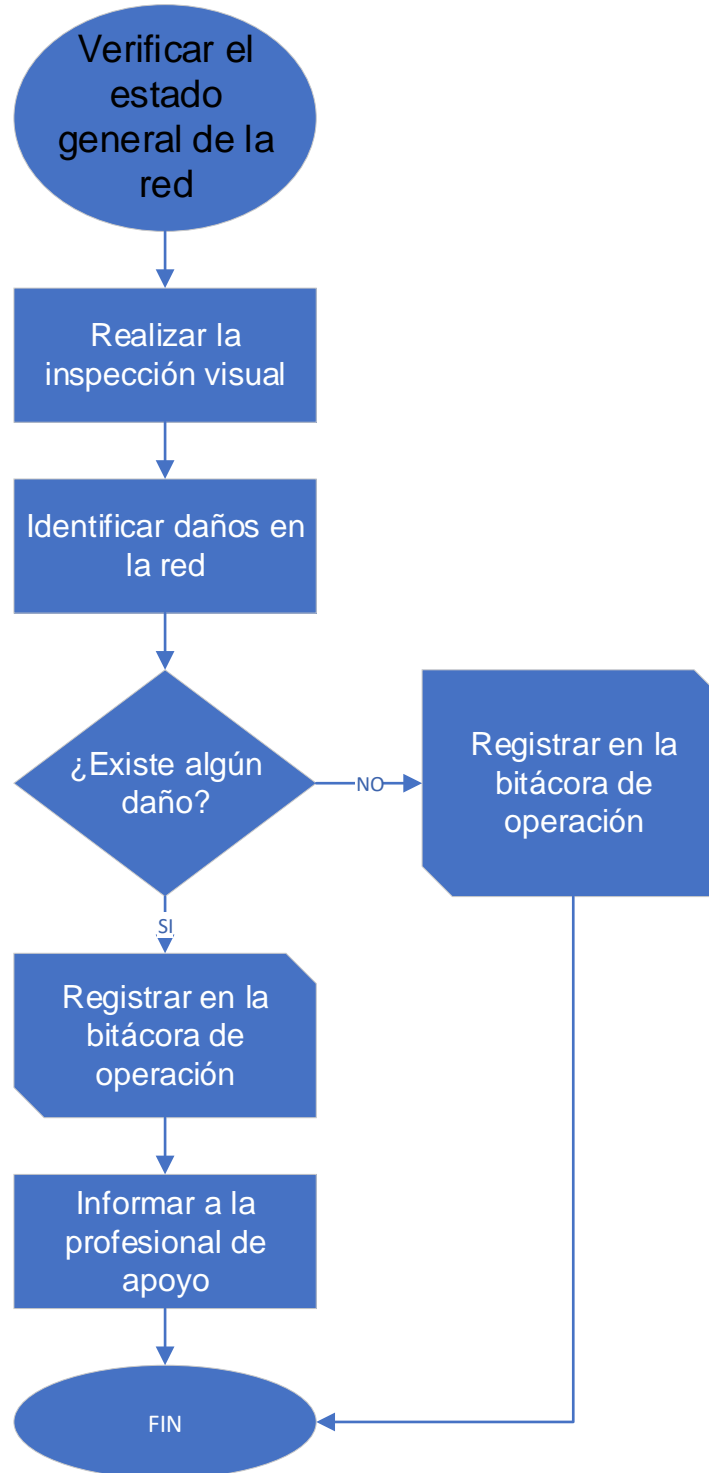 Verificar el
estado
general de la
red
Realizar la
inspección visual
Identificar daños en
la red
¿Existe algún
daño?
NO
Registrar en la
bitácora de
operación
SI
Registrar en la
bitácora de
operación
Informar a la
profesional de
apoyo
FIN